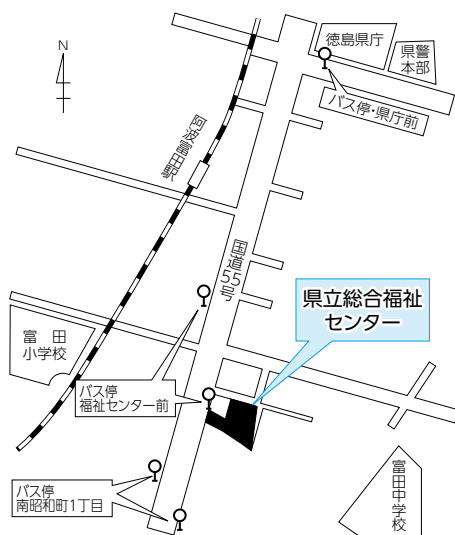 徳島県庁
県警
本部
N
バス停・県庁前
阿波富田駅
国道55号
県立総合福祉
センター
富　田
小学校
バス停
福祉センター前
バス停
南昭和町1丁目
富田中学校